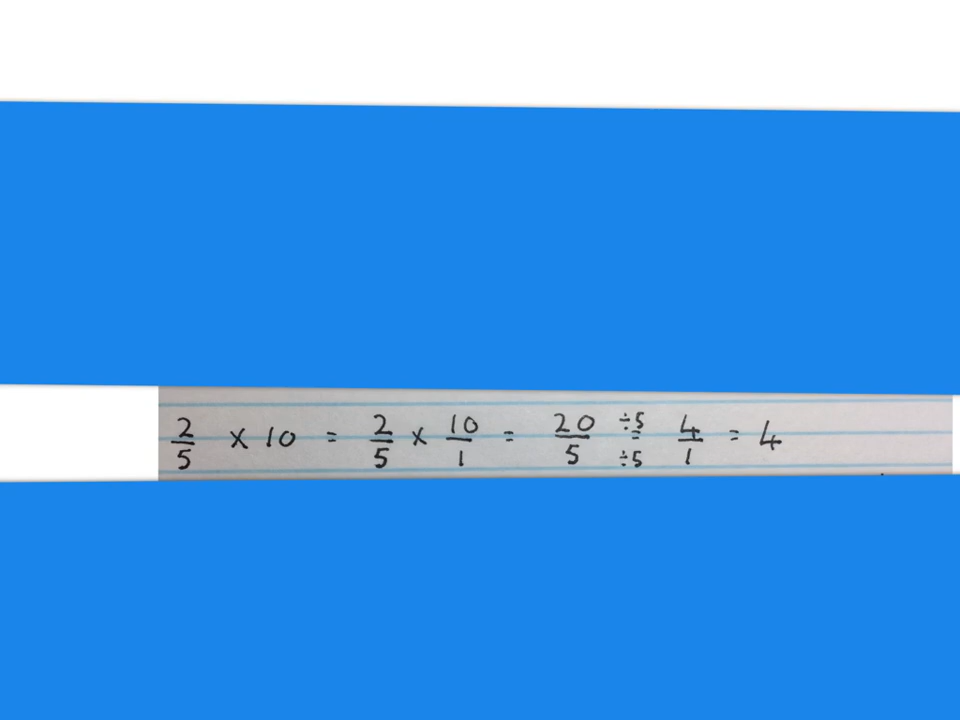 2/5 × 10 = 2/5 × 10/1 = 20/5 ÷5 = ÷5 4/1 = 4